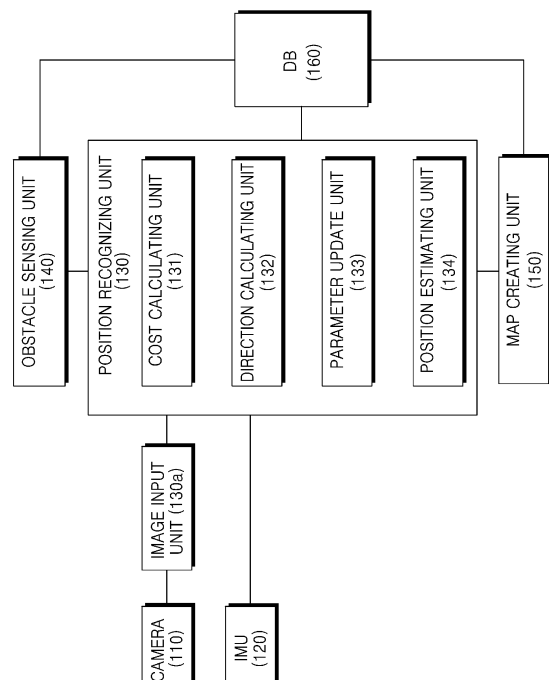 CAMERA
(110)
IMU
(120)
IMAGE INPUT
UNIT (130a)
OBSTACLE SENSING UNIT
(140)
POSITION RECOGNIZING UNIT
(130)
COST CALCULATING UNIT
(131)
DIRECTION CALCULATING UNIT
(132)
PARAMETER UPDATE UNIT
(133)
POSITION ESTIMATING UNIT
(134)
MAP CREATING UNIT
(150)
DB
(160)